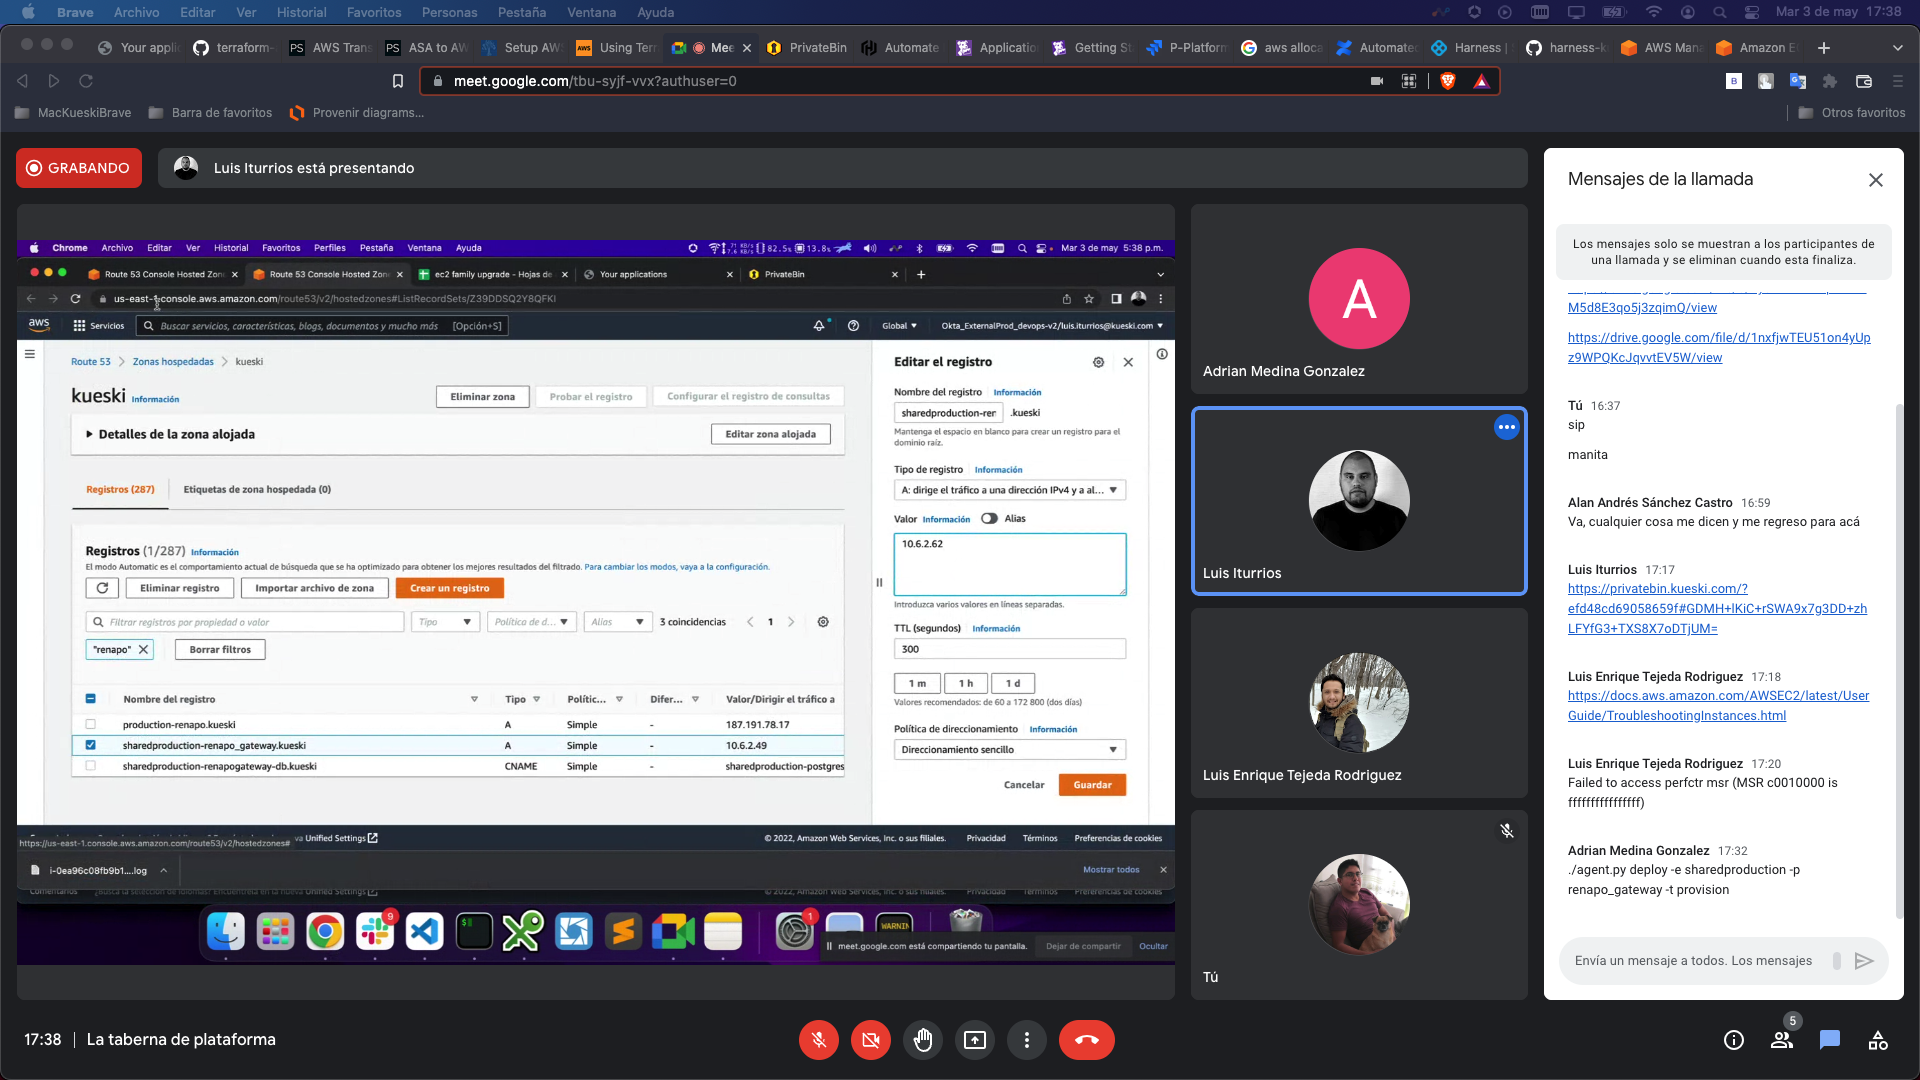 Brave Archivo Editar Ver Historial Favoritos Personas Pestaña Ventana Ayuda
Mar 3 de may 17:38
Your appli
terraform-
AWS Tran
ASA to AW
Setup AW
Using Terr
Mee
PrivateBin
Automate
Applicatio
Getting St
P-Platform
aws alloca
Automate
Harness |
harness-k
AWS Man
Amazon E
meet.google.com/tbu-syjf-vvx?authuser=0
MacKueskiBrave
Barra de favoritos
Provenir diagrams...
Otros favoritos
GRABANDO
Luis Iturrios está presentando
Chrome Archivo Editar Ver Historial Favoritos Perfiles Pestaña Ventana Ayuda
82.5% 13.8%
Mar 3 de may 5:38 p.m.
Route 53 Console Hosted Zon
Route 53 Console Hosted Zon
ec2 family upgrade - Hojas de
Your applications
PrivateBin
us-east-1.console.aws.amazon.com/route53/v2/hostedzones#ListRecordSets/Z39DDSQ2Y8QFKI
aws
Servicios
Buscar servicios, características, blogs, documentos y mucho más [Opción+S]
Global
Okta_ExternalProd_devops-v2/luis.iturrios@kueski.com
Route 53 Zonas hospedadas kueski
kueski Información
Eliminar zona
Probar el registro
Configurar el registro de consultas
Detalles de la zona alojada
Editar zona alojada
Registros (287)
Etiquetas de zona hospedada (0)
Registros (1/287) Información
El modo Automatic es el comportamiento actual de búsqueda que se ha optimizado para obtener los mejores resultados del filtrado. Para cambiar los modos, vaya a la configuración.
Eliminar registro
Importar archivo de zona
Crear un registro
Filtrar registros por propiedad o valor
Tipo
Política de d...
Alias
3 coincidencias
1
"renapo"
Borrar filtros
Nombre del registro Tipo Polític... Difer... Valor/Dirigir el tráfico a
production-renapo.kueski A Simple - 187.191.78.17
sharedproduction-renapo_gateway.kueski A Simple - 10.6.2.49
sharedproduction-renapogateway-db.kueski CNAME Simple - sharedproduction-postgres
Editar el registro
Nombre del registro Información
sharedproduction-rer .kueski
Mantenga el espacio en blanco para crear un registro para el
dominio raíz.
Tipo de registro Información
A: dirige el tráfico a una dirección IPv4 y a al...
Valor Información Alias
10.6.2.62
Introduzca varios valores en líneas separadas.
TTL (segundos) Información
300
1 m
1 h
1 d
Valores recomendados: de 60 a 172 800 (dos días)
Política de direccionamiento Información
Direccionamiento sencillo
Cancelar
Guardar
va Unified Settings
© 2022, Amazon Web Services, Inc. o sus filiales. Privacidad Términos Preferencias de cookies
https://us-east-1.console.aws.amazon.com/route53/v2/hostedzones#
i-0ea96c08fb9b1....log
Mostrar todos
9
1
WARNIN
meet.google.com está compartiendo tu pantalla.
Dejar de compartir
Ocultar
A
Adrian Medina Gonzalez
Luis Iturrios
Luis Enrique Tejeda Rodriguez
Tú
Mensajes de la llamada
Los mensajes solo se muestran a los participantes de
una llamada y se eliminan cuando esta finaliza.
M5d8E3qo5j3zqimQ/view
https://drive.google.com/file/d/1nxfjwTEU51on4yUp
z9WPQKcJqvvtEV5W/view
Tú 16:37
sip
manita
Alan Andrés Sánchez Castro 16:59
Va, cualquier cosa me dicen y me regreso para acá
Luis Iturrios 17:17
https://privatebin.kueski.com/?
efd48cd69058659f#GDMH+lKiC+rSWA9x7g3DD+zh
LFYfG3+TXS8X7oDTjUM=
Luis Enrique Tejeda Rodriguez 17:18
https://docs.aws.amazon.com/AWSEC2/latest/User
Guide/TroubleshootingInstances.html
Luis Enrique Tejeda Rodriguez 17:20
Failed to access perfctr msr (MSR c0010000 is
ffffffffffffffff)
Adrian Medina Gonzalez 17:32
./agent.py deploy -e sharedproduction -p
renapo_gateway -t provision
Envía un mensaje a todos. Los mensajes
17:38 | La taberna de plataforma
5